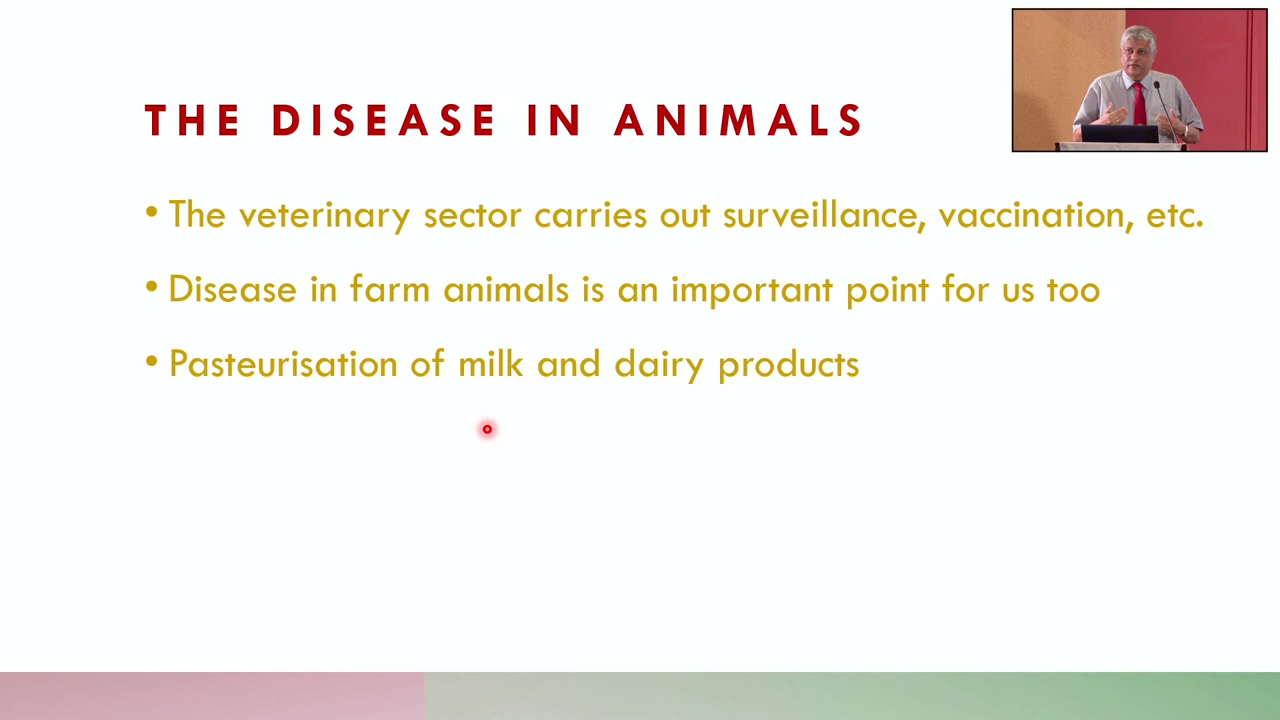 THE DISEASE IN ANIMALS
• The veterinary sector carries out surveillance, vaccination, etc.
• Disease in farm animals is an important point for us too
• Pasteurisation of milk and dairy products